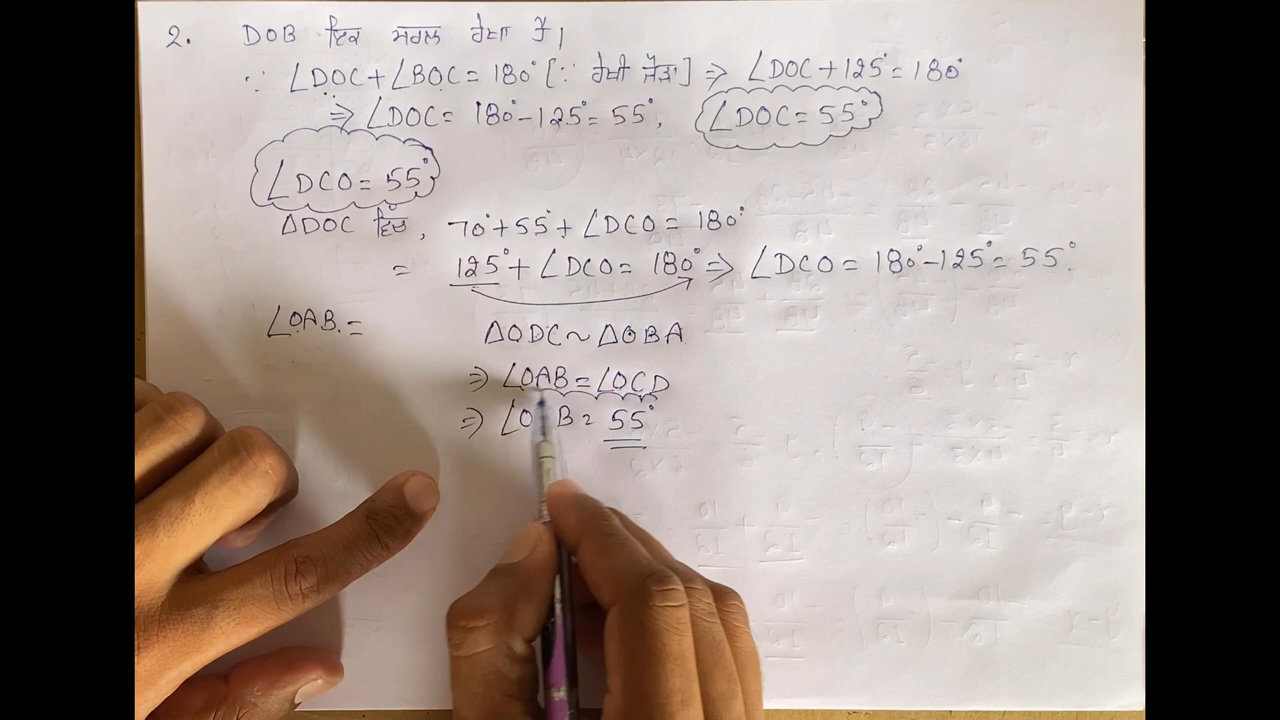 2. DOB ਇਕ ਸਰਲ ਰੇਖਾ ਹੈ।
∵ ∠DOC + ∠BOC = 180° [∵ ਰੇਖੀ ਜੋੜਾ] ⇒ ∠DOC + 125° = 180°
⇒ ∠DOC = 180° - 125° = 55°, ∠DOC = 55°
∠DCO = 55°
ΔDOC ਵਿੱਚ, 70° + 55° + ∠DCO = 180°
= 125° + ∠DCO = 180° ⇒ ∠DCO = 180° - 125° = 55°.
∠OAB = ΔODC ~ ΔOBA
⇒ ∠OAB = ∠OCD
⇒ 55°